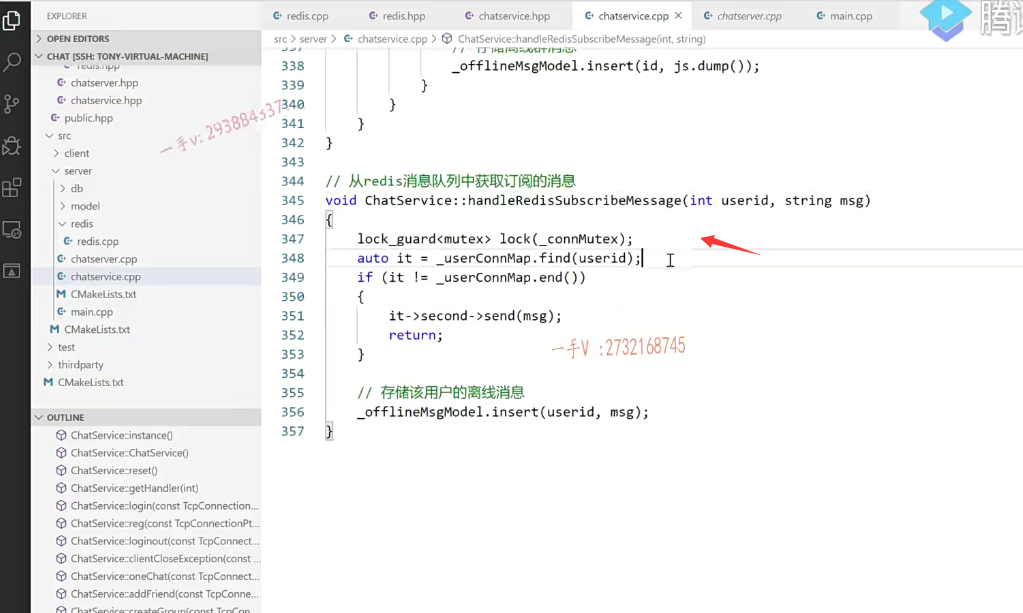 EXPLORER
redis.cpp
redis.hpp
chatservice.hpp
chatservice.cpp
chatserver.cpp
main.cpp
腾讯
OPEN EDITORS
CHAT [SSH: TONY-VIRTUAL-MACHINE]
redis.hpp
chatserver.hpp
chatservice.hpp
public.hpp
src
client
server
db
model
redis
redis.cpp
chatserver.cpp
chatservice.cpp
CMakeLists.txt
main.cpp
CMakeLists.txt
test
thirdparty
CMakeLists.txt
OUTLINE
ChatService::instance()
ChatService::ChatService()
ChatService::reset()
ChatService::getHandler(int)
ChatService::login(const TcpConnection...
ChatService::reg(const TcpConnectionPt...
ChatService::loginout(const TcpConnect...
ChatService::clientCloseException(const ...
ChatService::oneChat(const TcpConnect...
ChatService::addFriend(const TcpConne...
ChatService::createGroup(const TcpCon...
src > server > chatservice.cpp > ChatService::handleRedisSubscribeMessage(int, string)
337 // 存储离线群消息
338 _offlineMsgModel.insert(id, js.dump());
339 }
340 }
341 }
342 }
343
344 // 从redis消息队列中获取订阅的消息
345 void ChatService::handleRedisSubscribeMessage(int userid, string msg)
346 {
347 lock_guard<mutex> lock(_connMutex);
348 auto it = _userConnMap.find(userid);
349 if (it != _userConnMap.end())
350 {
351 it->second->send(msg);
352 return;
353 }
354
355 // 存储该用户的离线消息
356 _offlineMsgModel.insert(userid, msg);
357 }
一手V :2732168745